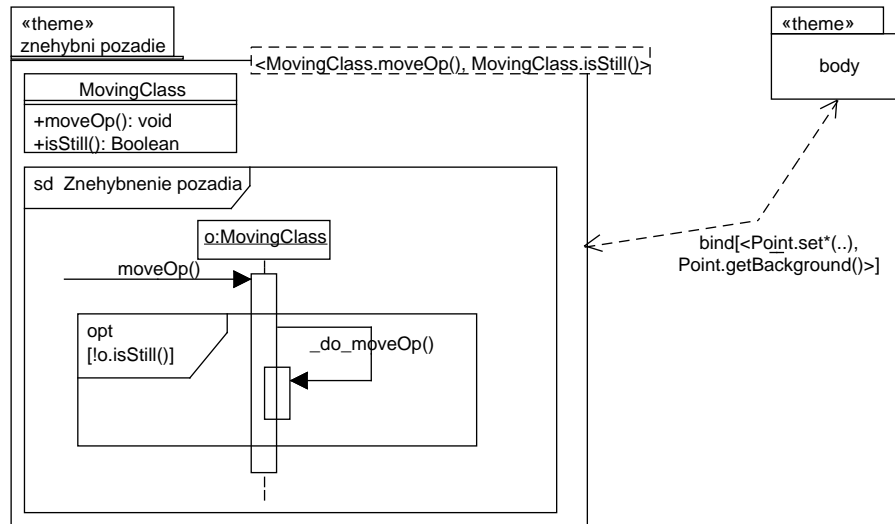 «theme»
znehybni pozadie
<MovingClass.moveOp(), MovingClass.isStill()>
MovingClass
+moveOp(): void
+isStill(): Boolean
sd Znehybnenie pozadia
o:MovingClass
moveOp()
opt
[!o.isStill()]
_do_moveOp()
«theme»
body
bind[<Point.set*(..),
Point.getBackground()>]